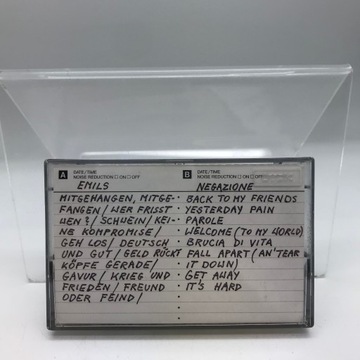 A DATE/TIME
NOISE REDUCTION □ ON □ OFF
EMILS
MITGEHANGEN, MITGE-
FANGEN / WER FRISST
WEN? / SCHWEIN / KEI-
NE KOMPROMISE /
GEH LOS / DEUTSCH
UND GUT / GELD RÜCKT
KÖPFE GERADE /
GAVUR / KRIEG UND
FRIEDEN / FREUND
ODER FEIND /
B DATE/TIME
NOISE REDUCTION □ ON □ OFF
NEGAZIONE
BACK TO MY FRIENDS
YESTERDAY PAIN
PAROLE
WELCOME (TO MY WORLD)
BRUCIA DI VITA
FALL APART (AN'TEAR
IT DOWN)
GET AWAY
IT'S HARD